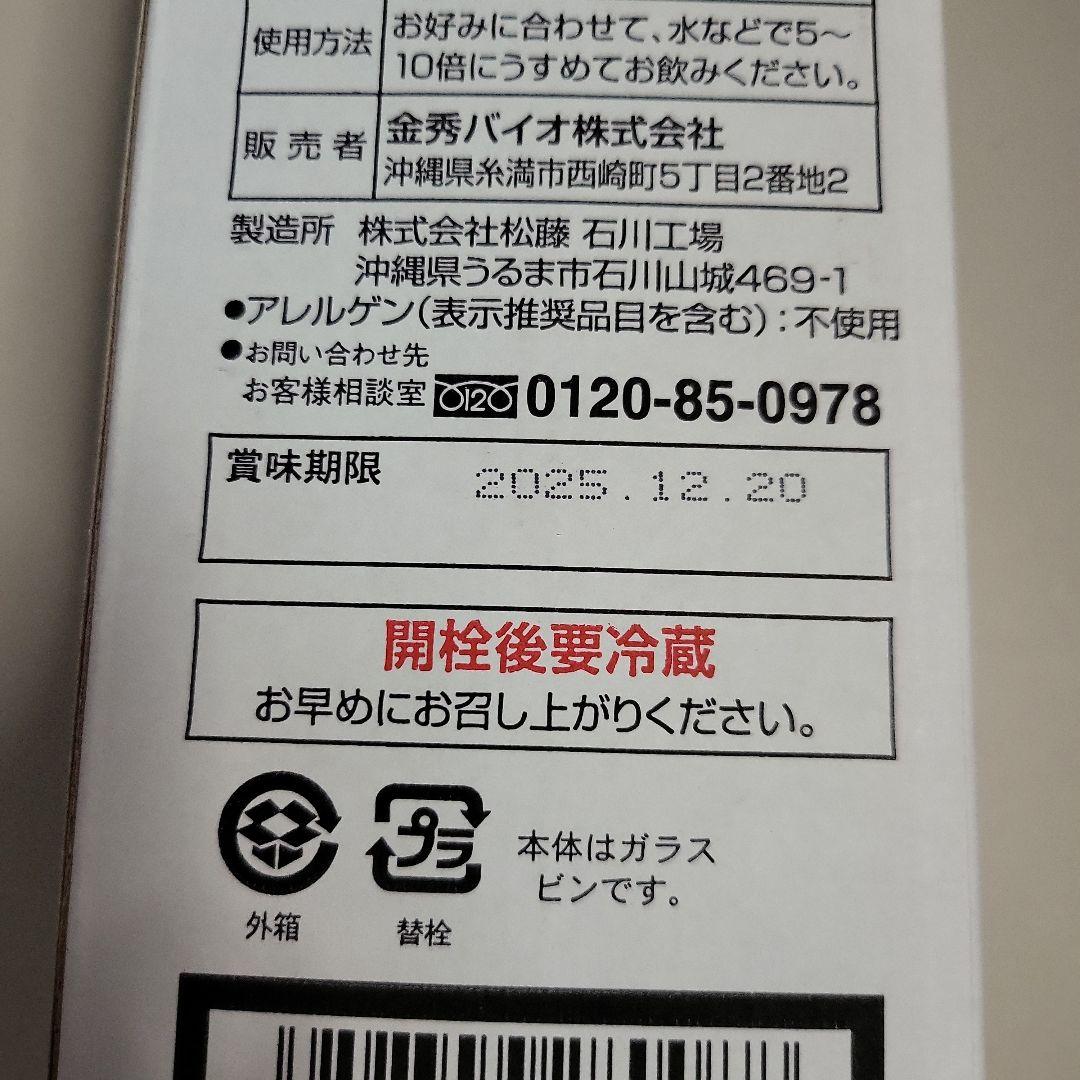 使用方法
お好みに合わせて、水などで5〜
10倍にうすめてお飲みください。
販売者
金秀バイオ株式会社
沖縄県糸満市西崎町5丁目2番地2
製造所 株式会社松藤 石川工場
沖縄県うるま市石川山城469-1
●アレルゲン(表示推奨品目を含む):不使用
●お問い合わせ先
お客様相談室 0120 0120-85-0978
賞味期限 2025.12.20
開栓後要冷蔵
お早めにお召し上がりください。
プラ
本体はガラス
ビンです。
外箱
替栓